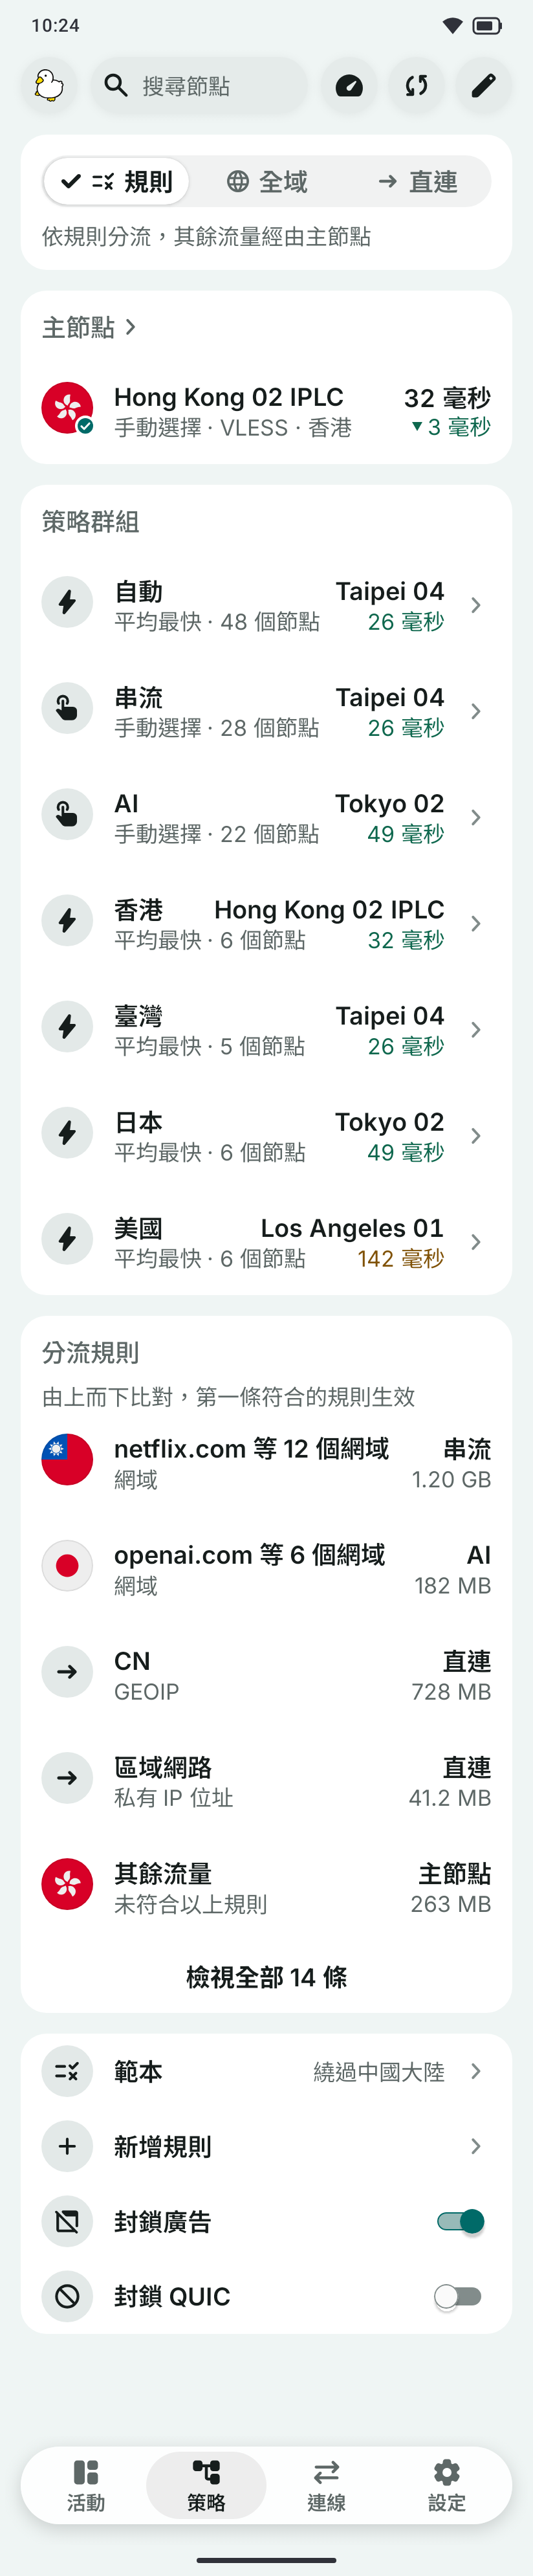 10:24
搜尋節點
規則
全域
直連
依規則分流，其餘流量經由主節點
主節點
Hong Kong 02 IPLC
32 毫秒
手動選擇 · VLESS · 香港
▼3 毫秒
策略群組
自動
Taipei 04
平均最快 · 48 個節點
26 毫秒
串流
Taipei 04
手動選擇 · 28 個節點
26 毫秒
AI
Tokyo 02
手動選擇 · 22 個節點
49 毫秒
香港
Hong Kong 02 IPLC
平均最快 · 6 個節點
32 毫秒
臺灣
Taipei 04
平均最快 · 5 個節點
26 毫秒
日本
Tokyo 02
平均最快 · 6 個節點
49 毫秒
美國
Los Angeles 01
平均最快 · 6 個節點
142 毫秒
分流規則
由上而下比對，第一條符合的規則生效
netflix.com 等 12 個網域
串流
網域
1.20 GB
openai.com 等 6 個網域
AI
網域
182 MB
CN
直連
GEOIP
728 MB
區域網路
直連
私有 IP 位址
41.2 MB
其餘流量
主節點
未符合以上規則
263 MB
檢視全部 14 條
範本
繞過中國大陸
新增規則
封鎖廣告
封鎖 QUIC
活動
策略
連線
設定